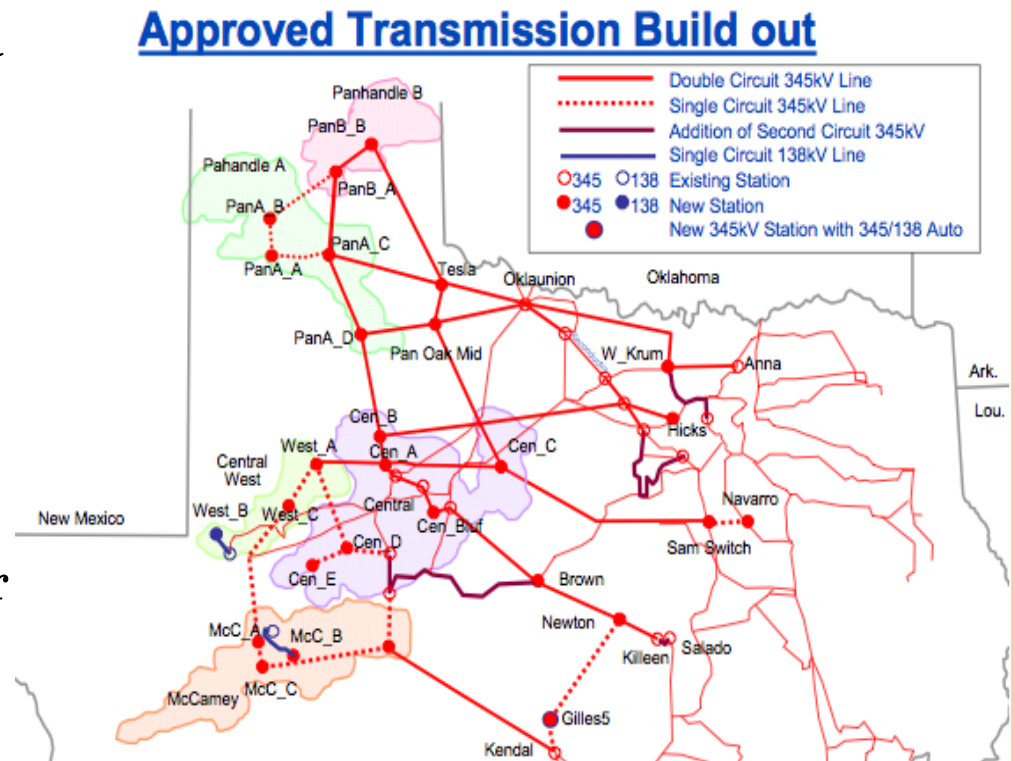 Approved Transmission Build out
Double Circuit 345kV Line
Single Circuit 345kV Line
Addition of Second Circuit 345kV
Single Circuit 138kV Line
345 138 Existing Station
345 138 New Station
New 345kV Station with 345/138 Auto
Panhandle B
PanB_B
Pahandle A
PanB_A
PanA_B
PanA_C
PanA_A
Tesla
Oklaunion
Oklahoma
PanA_D
Pan Oak Mid
W_Krum
Anna
Ark.
Lou.
Cen_B
Hicks
West_A
Cen_A
Cen_C
Central
West
Central
Navarro
West_B
West_C
Cen_Bluf
New Mexico
Cen_D
Sam Switch
Cen_E
Brown
Newton
McC_A
McC_B
Killeen
Salado
McC_C
McCamey
Gilles5
Kendal